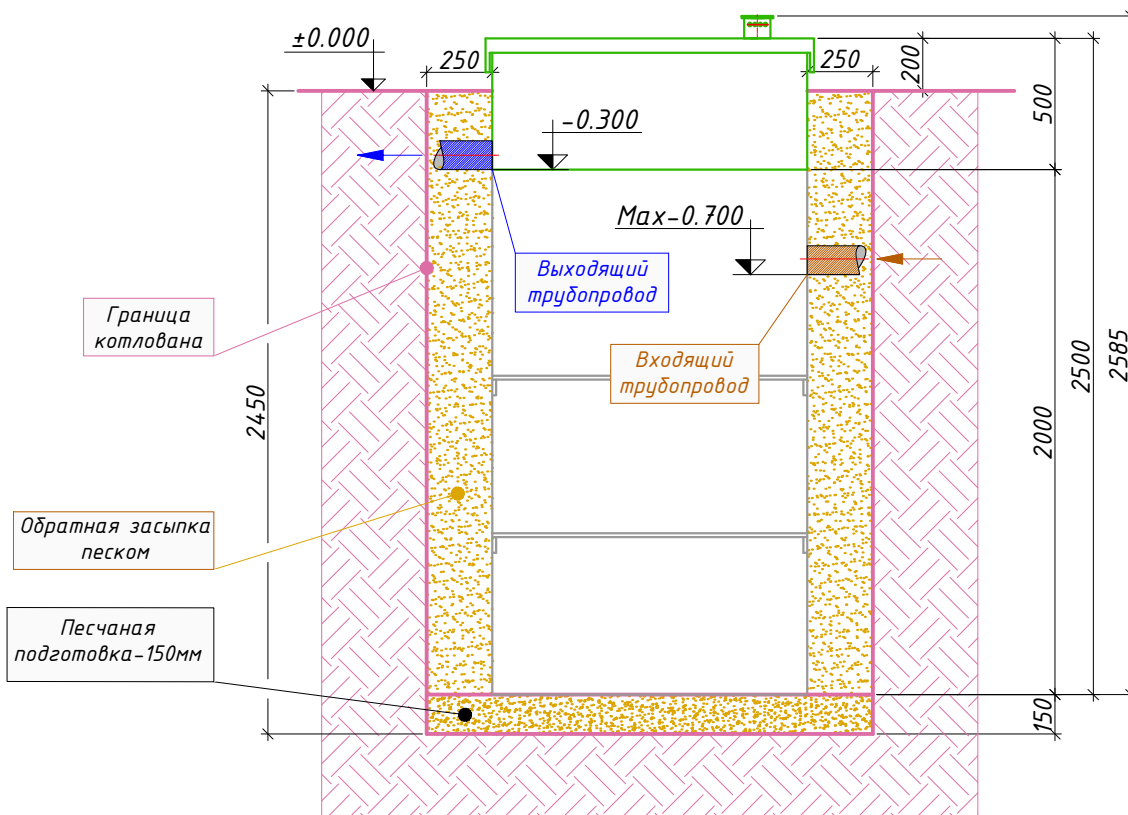 ±0.000
250
250
200
500
-0.300
Max-0.700
Выходящий
трубопровод
Граница
котлована
Входящий
трубопровод
2585
2500
2450
2000
Обратная засыпка
песком
Песчаная
подготовка-150мм
150